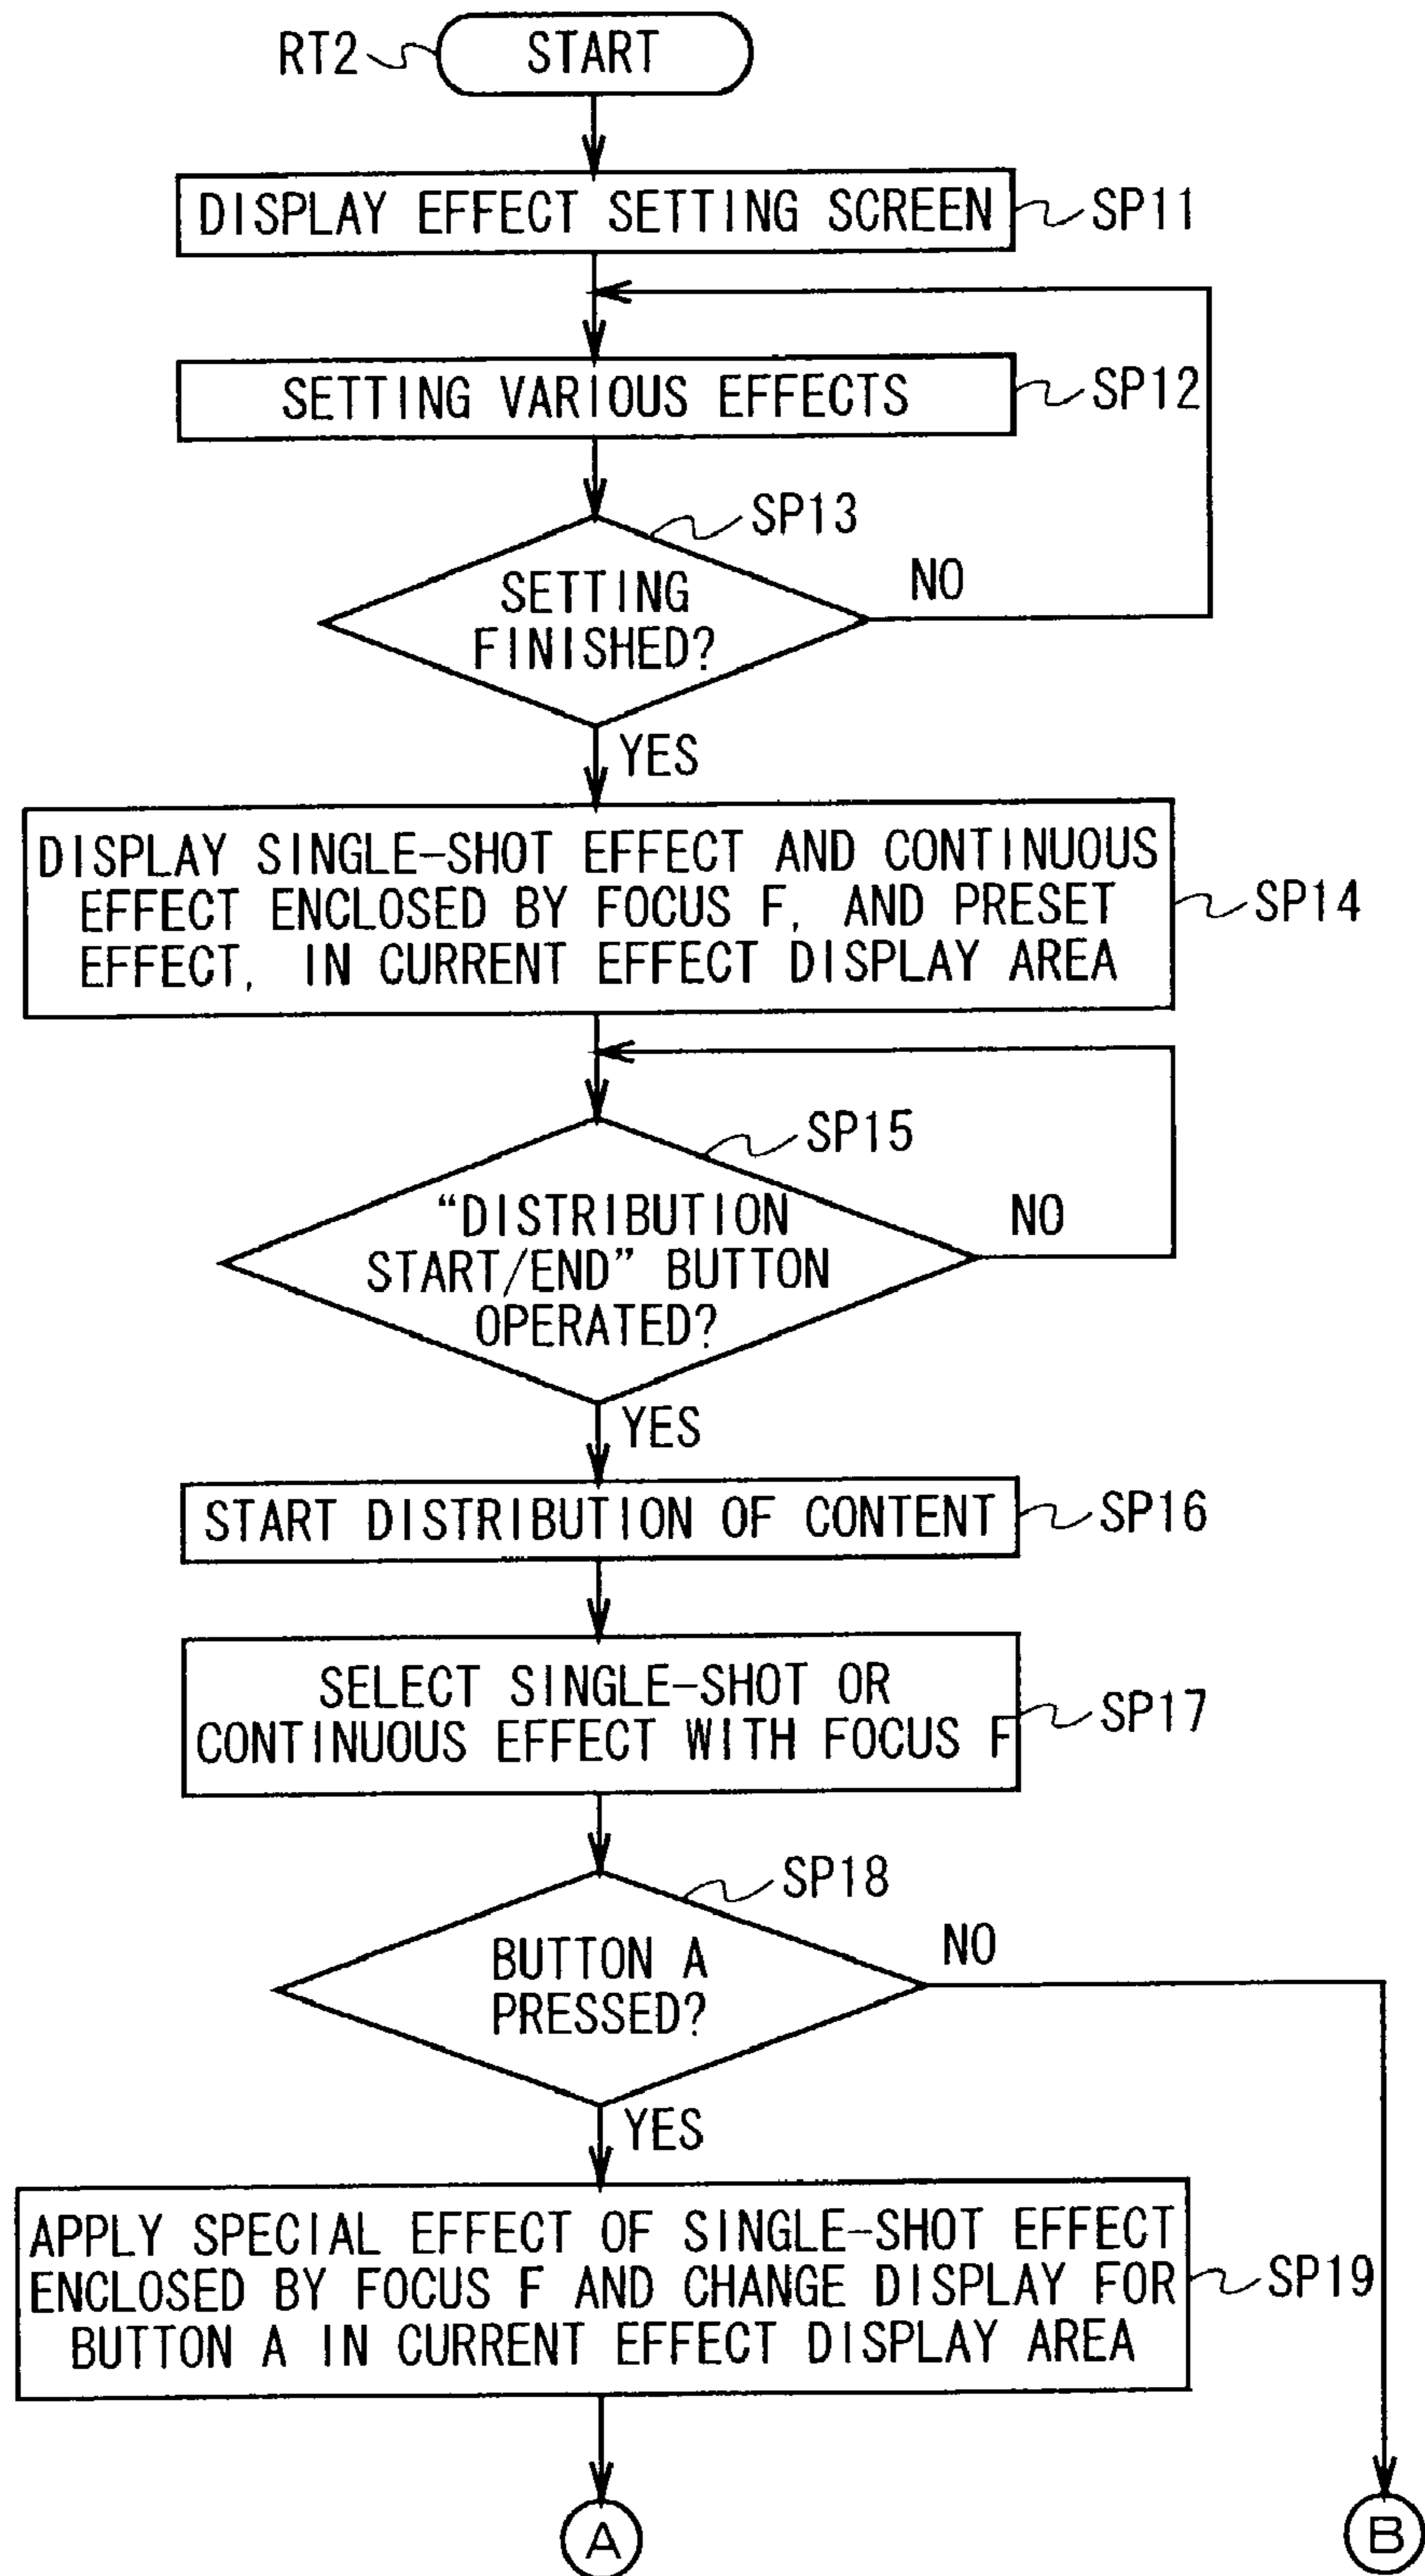 RT2
START
DISPLAY EFFECT SETTING SCREEN
SP11
SETTING VARIOUS EFFECTS
SP12
SP13
SETTING
FINISHED?
NO
YES
DISPLAY SINGLE-SHOT EFFECT AND CONTINUOUS
EFFECT ENCLOSED BY FOCUS F, AND PRESET
EFFECT, IN CURRENT EFFECT DISPLAY AREA
SP14
SP15
“DISTRIBUTION
START/END” BUTTON
OPERATED?
NO
YES
START DISTRIBUTION OF CONTENT
SP16
SELECT SINGLE-SHOT OR
CONTINUOUS EFFECT WITH FOCUS F
SP17
SP18
BUTTON A
PRESSED?
NO
YES
APPLY SPECIAL EFFECT OF SINGLE-SHOT EFFECT
ENCLOSED BY FOCUS F AND CHANGE DISPLAY FOR
BUTTON A IN CURRENT EFFECT DISPLAY AREA
SP19
A
B